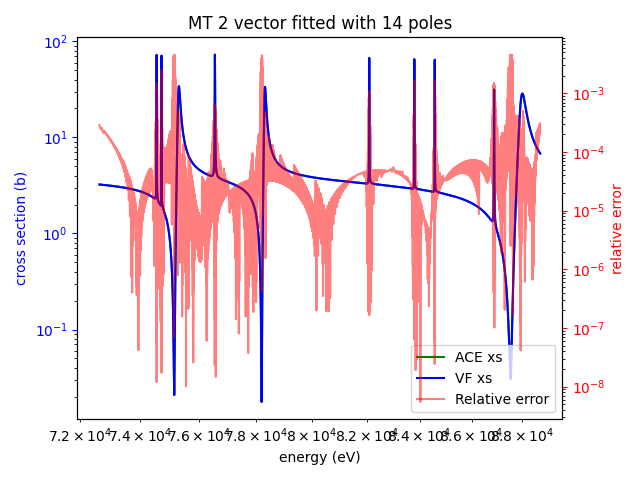 MT 2 vector fitted with 14 poles
10²
10¹
10⁰
10⁻¹
cross section (b)
10⁻³
10⁻⁴
10⁻⁵
10⁻⁶
10⁻⁷
10⁻⁸
relative error
ACE xs
VF xs
Relative error
7.2 × 10⁴ 7.4 × 10⁴ 7.6 × 10⁴ 7.8 × 10⁴ 8 × 10⁴ 8.2 × 10⁴ 8.4 × 10⁴ 8.6 × 10⁴ 8.8 × 10⁴
energy (eV)